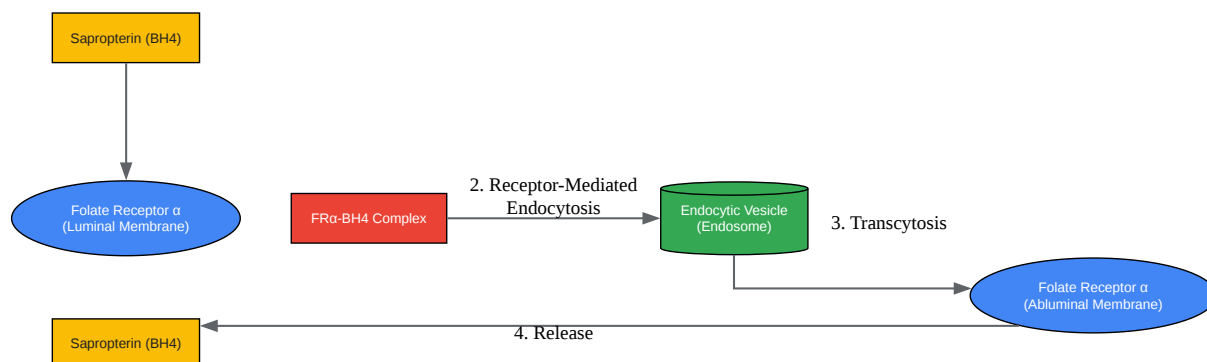 Sapropterin (BH4)
Folate Receptor α
(Luminal Membrane)
FRα-BH4 Complex
2. Receptor-Mediated
Endocytosis
Endocytic Vesicle
(Endosome)
3. Transcytosis
Folate Receptor α
(Abluminal Membrane)
4. Release
Sapropterin (BH4)